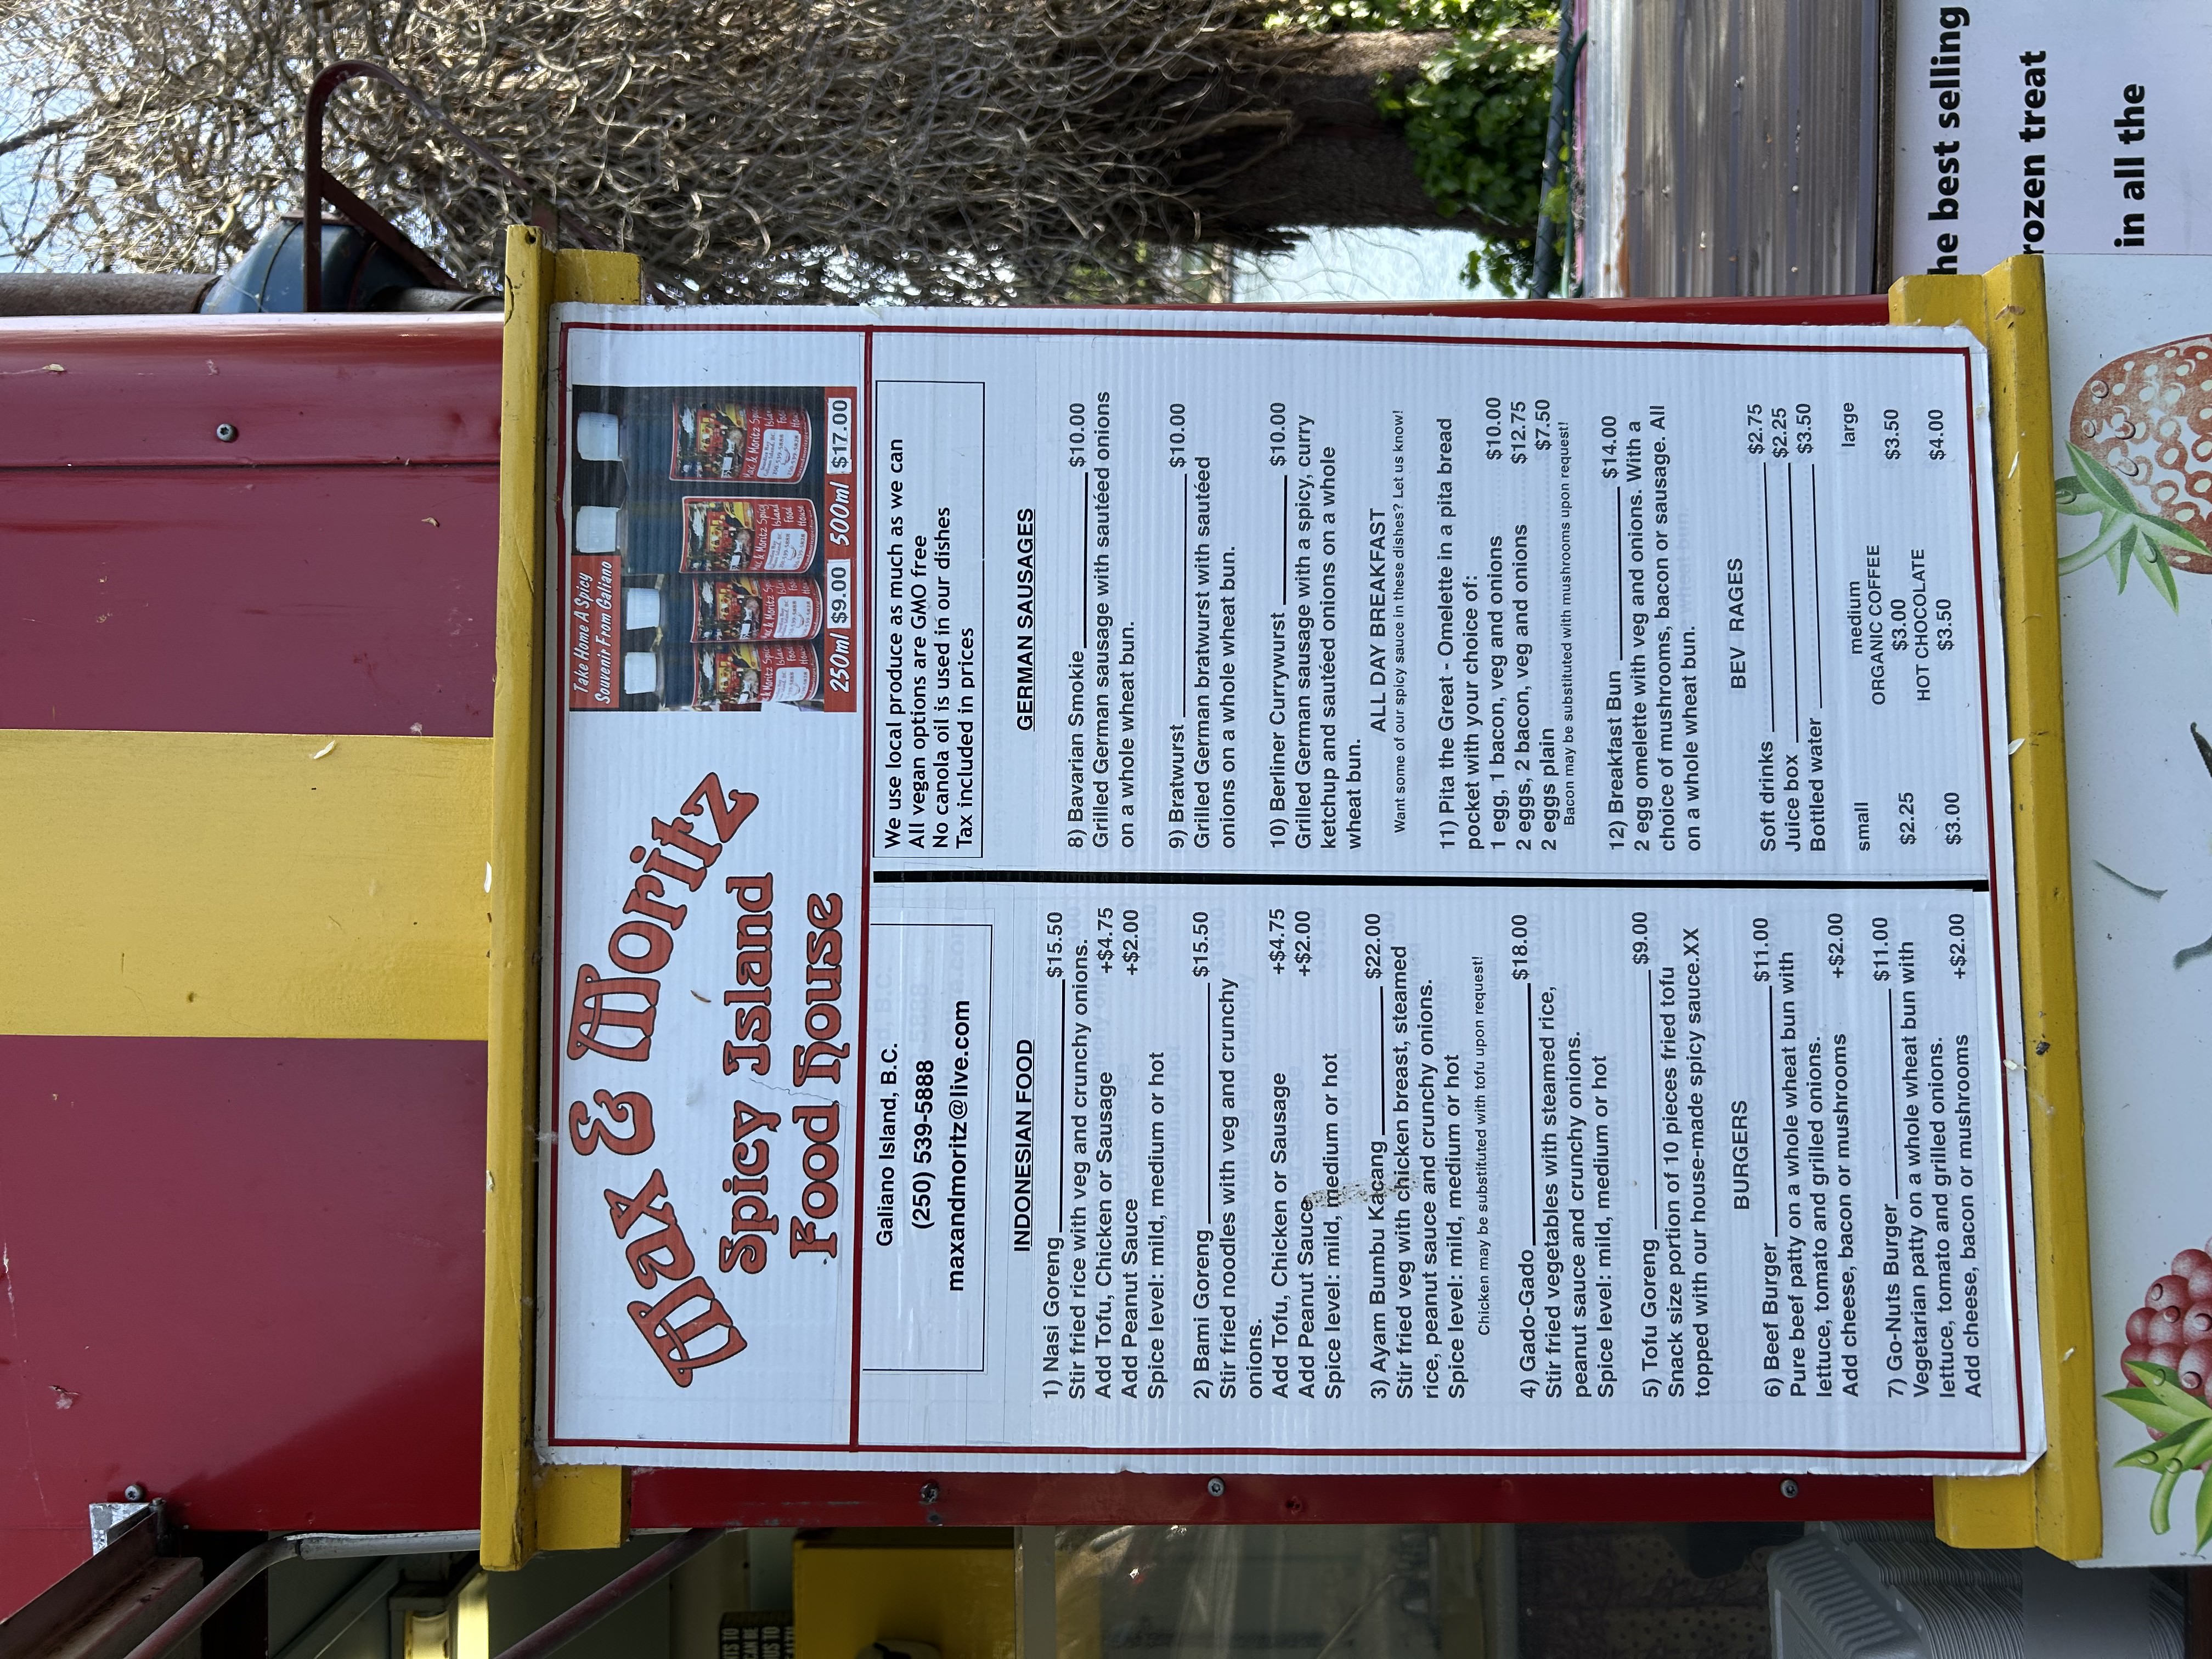 Max & Moritz
Spicy Island
Food House
Take Home A Spicy
Souvenir From Galiano
250ml $9.00 500ml $17.00
Galiano Island, B.C.
(250) 539-5888
maxandmoritz@live.com
INDONESIAN FOOD
1) Nasi Goreng $15.50
Stir fried rice with veg and crunchy onions.
Add Tofu, Chicken or Sausage +$4.75
Add Peanut Sauce +$2.00
Spice level: mild, medium or hot
2) Bami Goreng $15.50
Stir fried noodles with veg and crunchy
onions.
Add Tofu, Chicken or Sausage +$4.75
Add Peanut Sauce +$2.00
Spice level: mild, medium or hot
3) Ayam Bumbu Kacang $22.00
Stir fried veg with chicken breast, steamed
rice, peanut sauce and crunchy onions.
Spice level: mild, medium or hot
Chicken may be substituted with tofu upon request!
4) Gado-Gado $18.00
Stir fried vegetables with steamed rice,
peanut sauce and crunchy onions.
Spice level: mild, medium or hot
5) Tofu Goreng $9.00
Snack size portion of 10 pieces fried tofu
topped with our house-made spicy sauce.XX
BURGERS
6) Beef Burger $11.00
Pure beef patty on a whole wheat bun with
lettuce, tomato and grilled onions.
Add cheese, bacon or mushrooms +$2.00
7) Go-Nuts Burger $11.00
Vegetarian patty on a whole wheat bun with
lettuce, tomato and grilled onions.
Add cheese, bacon or mushrooms +$2.00
We use local produce as much as we can
All vegan options are GMO free
No canola oil is used in our dishes
Tax included in prices
GERMAN SAUSAGES
8) Bavarian Smokie $10.00
Grilled German sausage with sautéed onions
on a whole wheat bun.
9) Bratwurst $10.00
Grilled German bratwurst with sautéed
onions on a whole wheat bun.
10) Berliner Currywurst $10.00
Grilled German sausage with a spicy, curry
ketchup and sautéed onions on a whole
wheat bun.
ALL DAY BREAKFAST
Want some of our spicy sauce in these dishes? Let us know!
11) Pita the Great - Omelette in a pita bread
pocket with your choice of:
1 egg, 1 bacon, veg and onions $10.00
2 eggs, 2 bacon, veg and onions $12.75
2 eggs plain $7.50
Bacon may be substituted with mushrooms upon request!
12) Breakfast Bun $14.00
2 egg omelette with veg and onions. With a
choice of mushrooms, bacon or sausage. All
on a whole wheat bun.
BEV RAGES
Soft drinks $2.75
Juice box $2.25
Bottled water $3.50
small medium large
ORGANIC COFFEE
$2.25 $3.00 $3.50
HOT CHOCOLATE
$3.00 $3.50 $4.00
he best selling
rozen treat
in all the